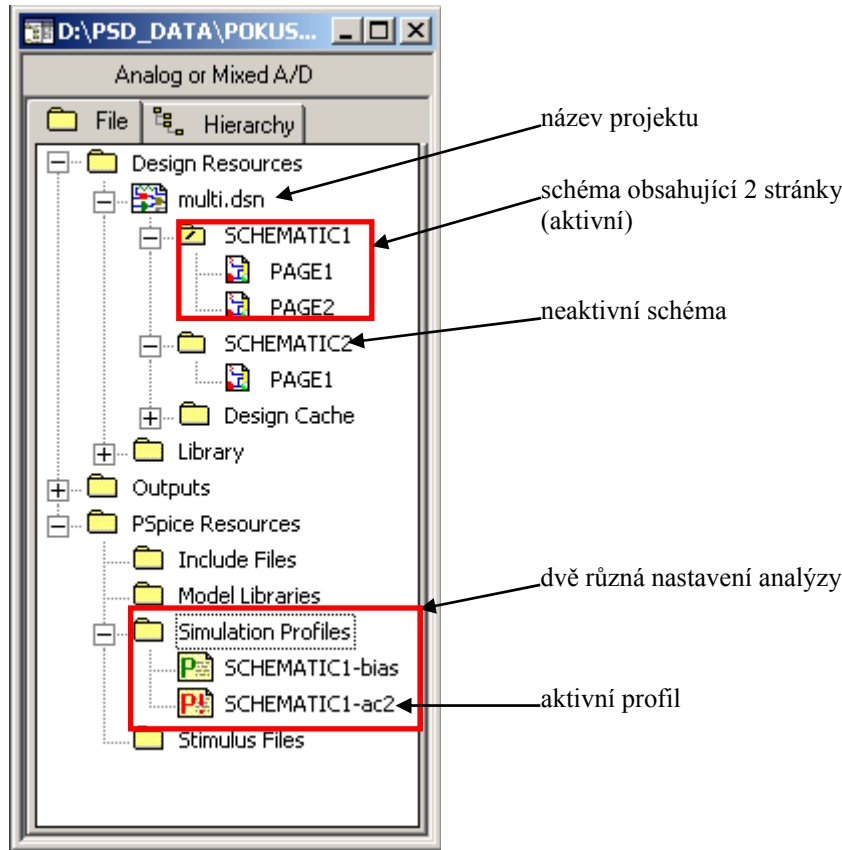 D:\PSD_DATA\POKUS...
Analog or Mixed A/D
File Hierarchy
Design Resources
multi.dsn
SCHEMATIC1
PAGE1
PAGE2
SCHEMATIC2
PAGE1
Design Cache
Library
Outputs
PSpice Resources
Include Files
Model Libraries
Simulation Profiles
SCHEMATIC1-bias
SCHEMATIC1-ac2
Stimulus Files
název projektu
schéma obsahující 2 stránky
(aktivní)
neaktivní schéma
dvě různá nastavení analýzy
aktivní profil